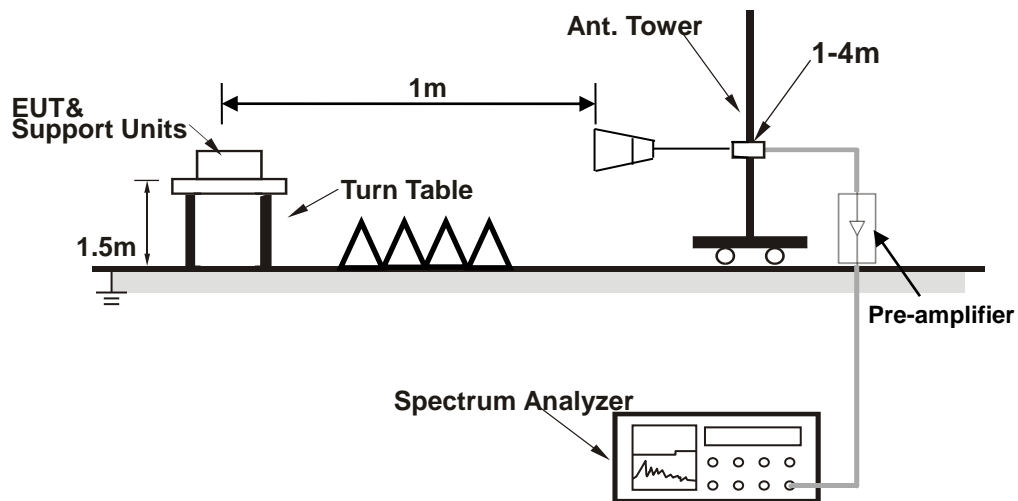 Ant. Tower
1-4m
1m
EUT&
Support Units
Turn Table
1.5m
Pre-amplifier
Spectrum Analyzer